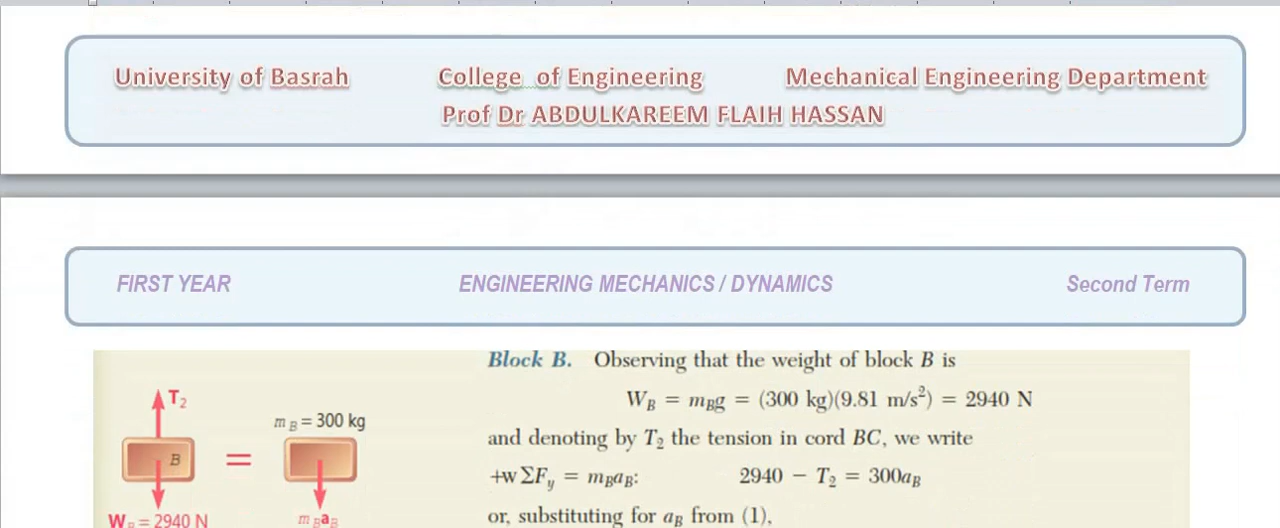 University of Basrah College of Engineering Mechanical Engineering Department
Prof Dr ABDULKAREEM FLAIH HASSAN
FIRST YEAR ENGINEERING MECHANICS / DYNAMICS Second Term
Block B. Observing that the weight of block B is
W_B = m_Bg = (300 kg)(9.81 m/s²) = 2940 N
and denoting by T₂ the tension in cord BC, we write
+w ΣF_y = m_Ba_B: 2940 − T₂ = 300a_B
or, substituting for a_B from (1),
T₂
m_B = 300 kg
B
=
W_B = 2940 N
m_Ba_B